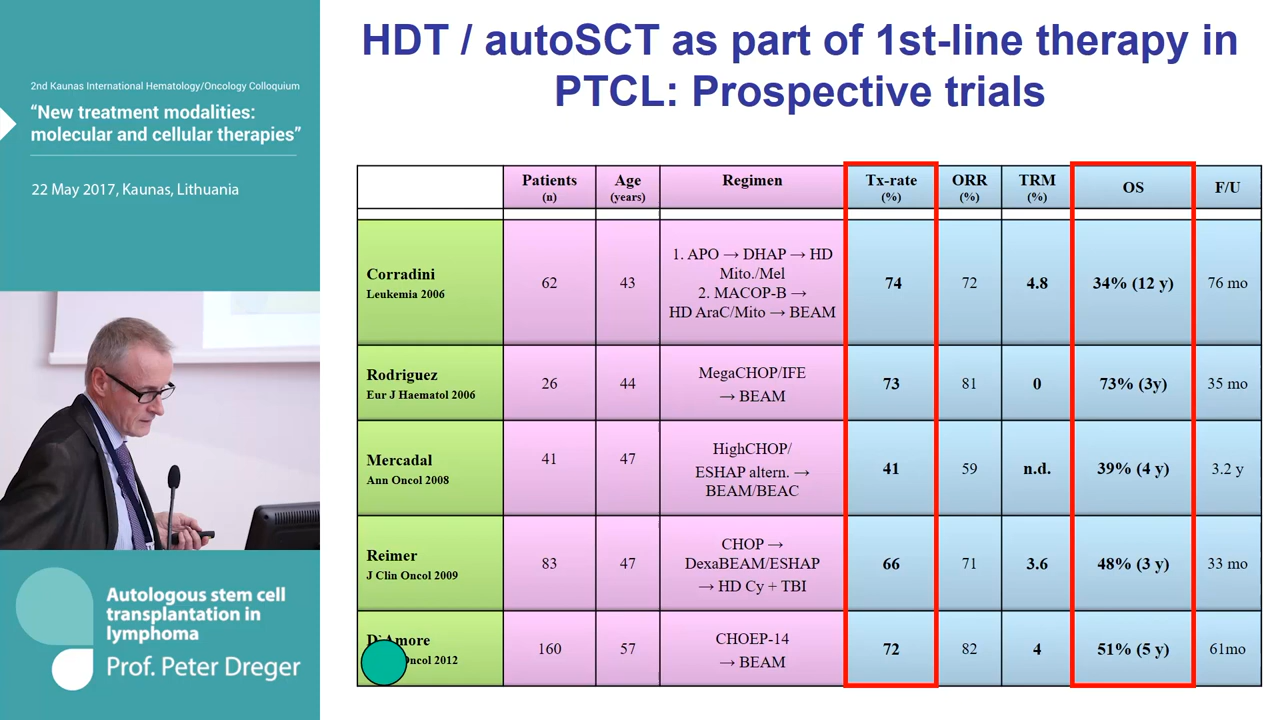 2nd Kaunas International Hematology/Oncology Colloquium
“New treatment modalities:
molecular and cellular therapies”
22 May 2017, Kaunas, Lithuania
Autologous stem cell
transplantation in
lymphoma
Prof. Peter Dreger
HDT / autoSCT as part of 1st-line therapy in
PTCL: Prospective trials
Patients Age Regimen Tx-rate ORR TRM OS F/U
(n) (years) (%) (%) (%)
Corradini
Leukemia 2006
62 43
1. APO → DHAP → HD
Mito./Mel
2. MACOP-B →
HD AraC/Mito → BEAM
74 72 4.8 34% (12 y) 76 mo
Rodriguez
Eur J Haematol 2006
26 44
MegaCHOP/IFE
→ BEAM
73 81 0 73% (3y) 35 mo
Mercadal
Ann Oncol 2008
41 47
HighCHOP/
ESHAP altern. →
BEAM/BEAC
41 59 n.d. 39% (4 y) 3.2 y
Reimer
J Clin Oncol 2009
83 47
CHOP →
DexaBEAM/ESHAP
→ HD Cy + TBI
66 71 3.6 48% (3 y) 33 mo
D`Amore
Oncol 2012
160 57
CHOEP-14
→ BEAM
72 82 4 51% (5 y) 61mo